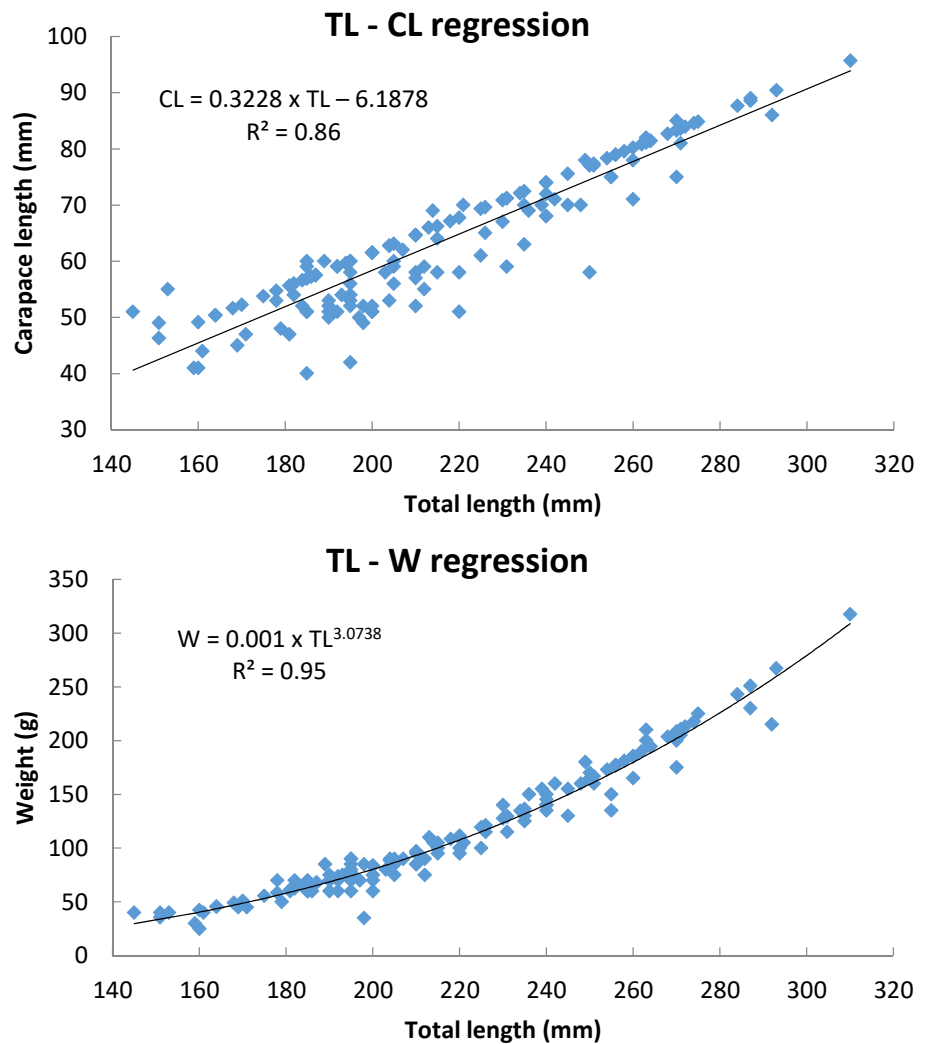 TL - CL regression
100
90
80
70
60
50
40
30
CL = 0.3228 x TL – 6.1878
R² = 0.86
Carapace length (mm)
140 160 180 200 220 240 260 280 300 320
Total length (mm)
TL - W regression
350
300
250
200
150
100
50
0
W = 0.001 x TL³·⁰⁷³⁸
R² = 0.95
Weight (g)
140 160 180 200 220 240 260 280 300 320
Total length (mm)